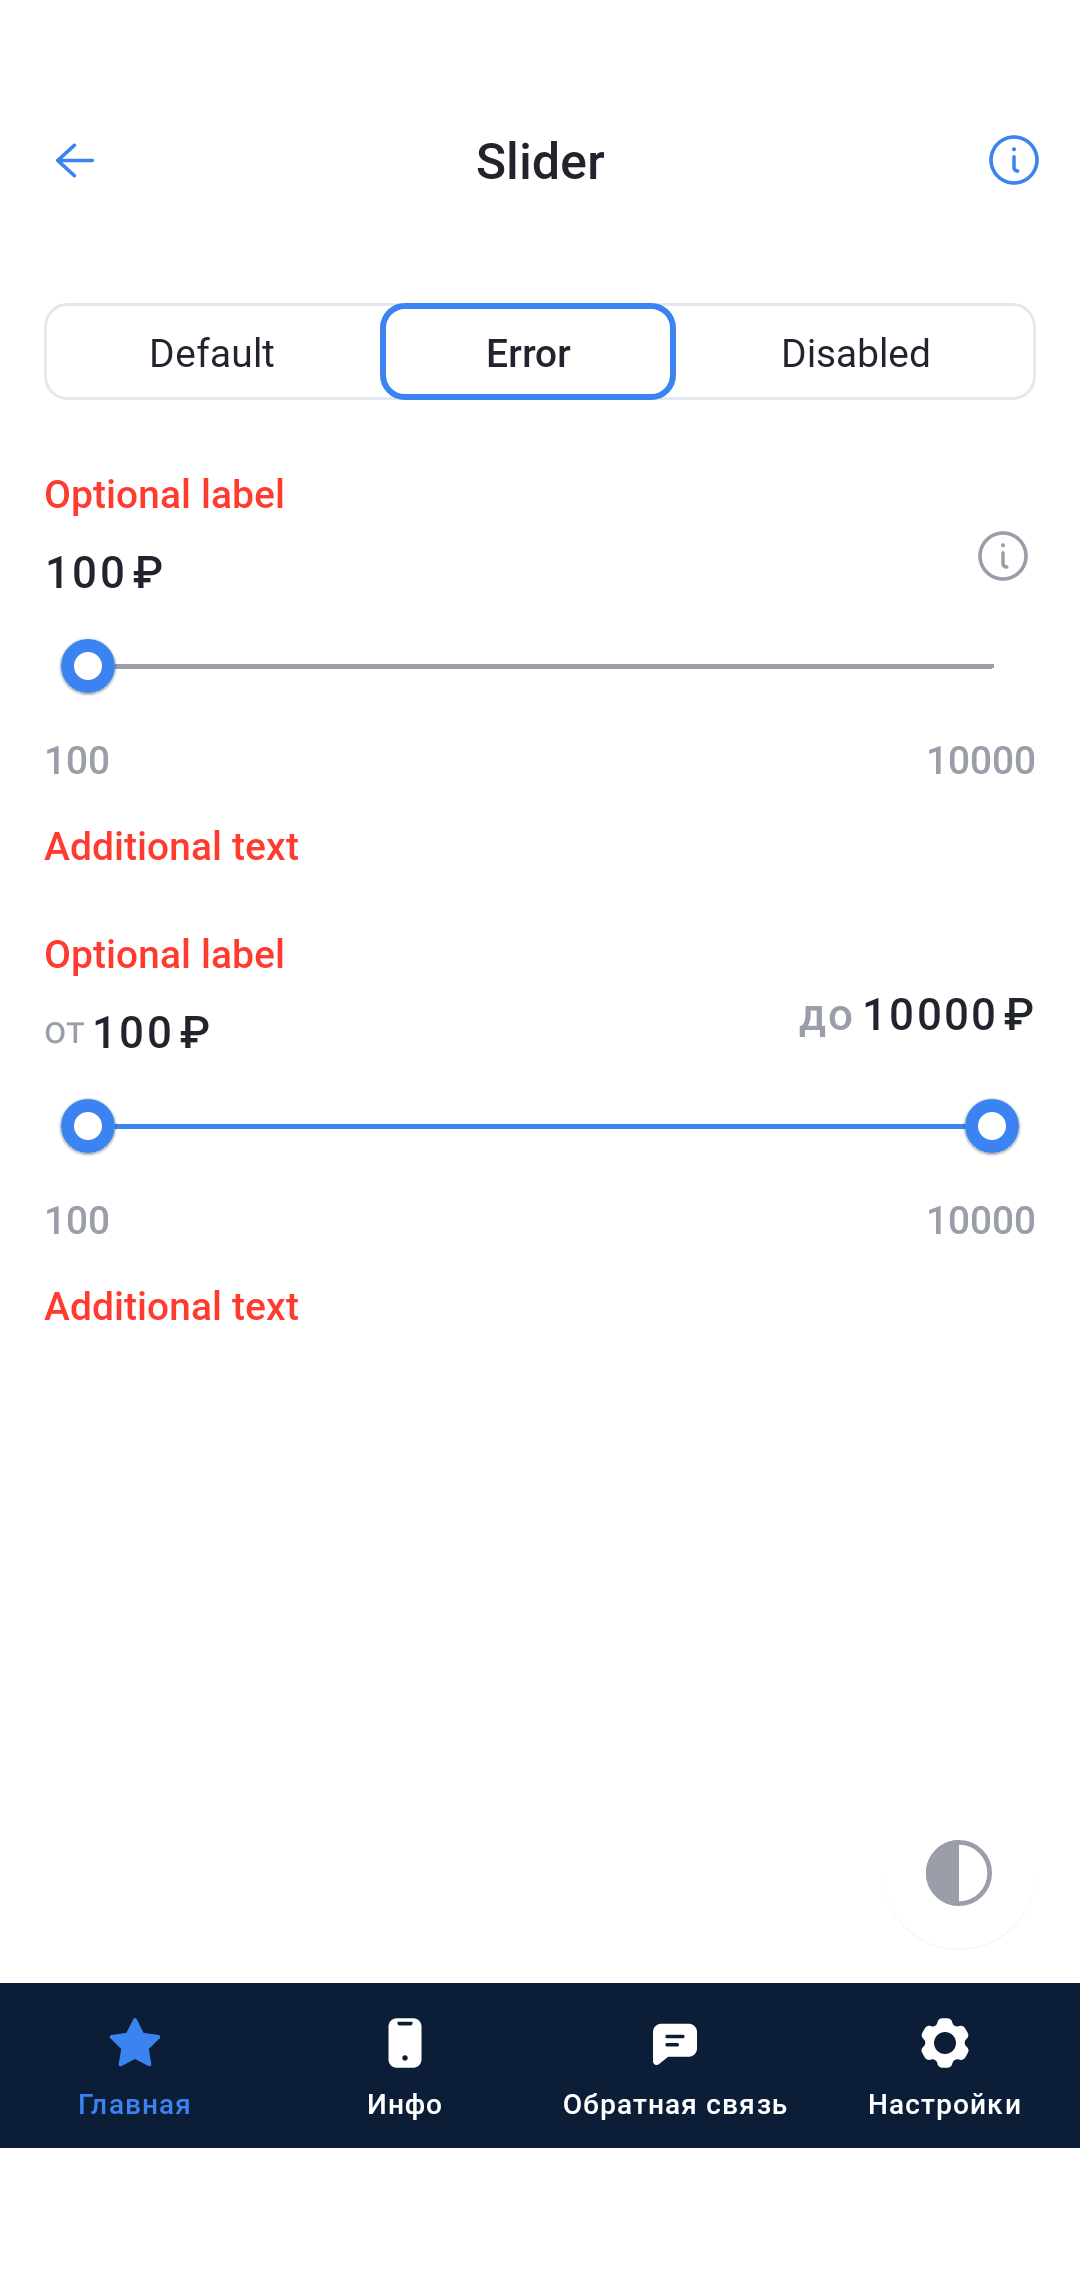 Slider
Default Error Disabled
Optional label
100 ₽
100 10000
Additional text
Optional label
от 100 ₽ до 10000 ₽
100 10000
Additional text
Главная Инфо Обратная связь Настройки